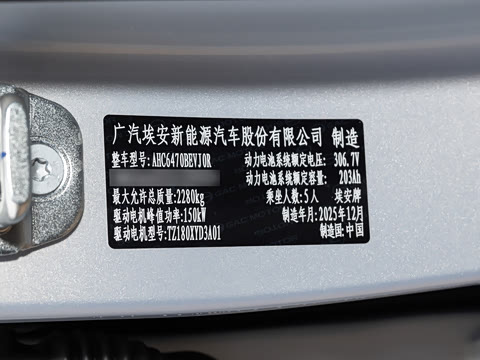 广汽埃安新能源汽车股份有限公司 制造
整车型号: AHC6470BEVJ0R 动力电池系统额定电压: 306.7V
动力电池系统额定容量: 203Ah
最大允许总质量: 2280kg 乘坐人数: 5人 埃安牌
驱动电机峰值功率: 150kW 制造年月: 2025年12月
驱动电机型号: TZ180XYD3A01 制造国: 中国